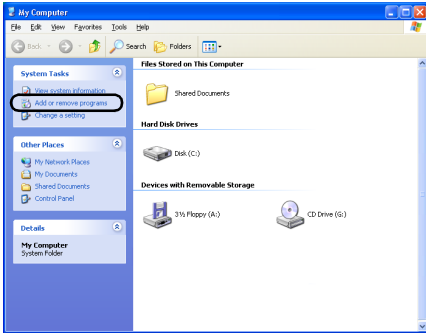 My Computer
File Edit View Favorites Tools Help
Back Search Folders
System Tasks
View system information
Add or remove programs
Change a setting
Other Places
My Network Places
My Documents
Shared Documents
Control Panel
Details
My Computer
System Folder
Files Stored on This Computer
Shared Documents
Hard Disk Drives
Disk (C:)
Devices with Removable Storage
3½ Floppy (A:)
CD Drive (G:)